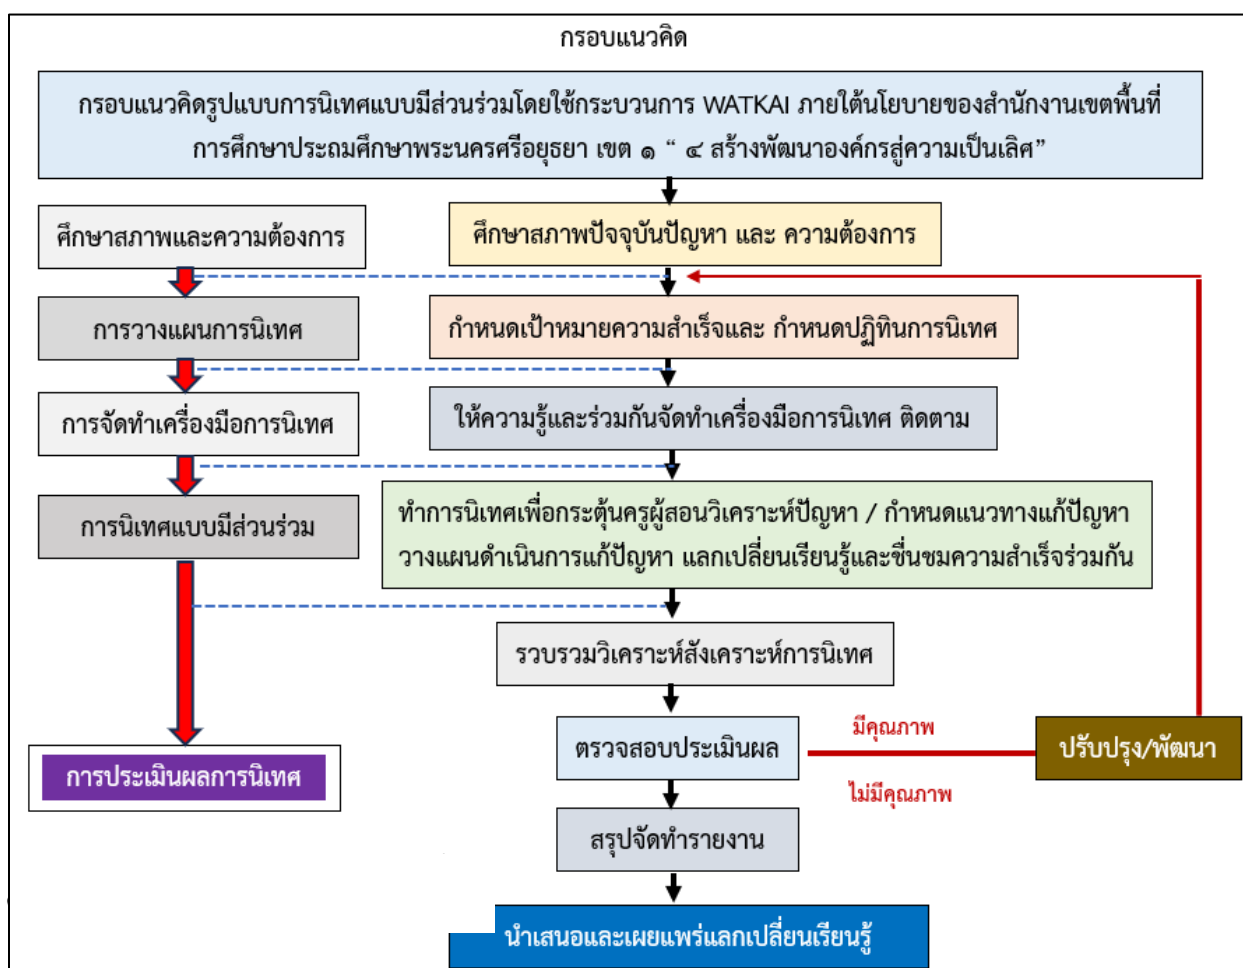 กรอบแนวคิด
กรอบแนวคิดรูปแบบการนิเทศแบบมีส่วนร่วมโดยใช้กระบวนการ WATKAI ภายใต้นโยบายของสำนักงานเขตพื้นที่
การศึกษาประถมศึกษาพระนครศรีอยุธยา เขต ๑ “ ๔ สร้างพัฒนาองค์กรสู่ความเป็นเลิศ”
ศึกษาสภาพและความต้องการ
ศึกษาสภาพปัจจุบันปัญหา และ ความต้องการ
การวางแผนการนิเทศ
กำหนดเป้าหมายความสำเร็จและ กำหนดปฏิทินการนิเทศ
การจัดทำเครื่องมือการนิเทศ
ให้ความรู้และร่วมกันจัดทำเครื่องมือการนิเทศ ติดตาม
การนิเทศแบบมีส่วนร่วม
ทำการนิเทศเพื่อกระตุ้นครูผู้สอนวิเคราะห์ปัญหา / กำหนดแนวทางแก้ปัญหา
วางแผนดำเนินการแก้ปัญหา แลกเปลี่ยนเรียนรู้และชื่นชมความสำเร็จร่วมกัน
รวบรวมวิเคราะห์สังเคราะห์การนิเทศ
ตรวจสอบประเมินผล
มีคุณภาพ
ไม่มีคุณภาพ
ปรับปรุง/พัฒนา
การประเมินผลการนิเทศ
สรุปจัดทำรายงาน
นำเสนอและเผยแพร่แลกเปลี่ยนเรียนรู้